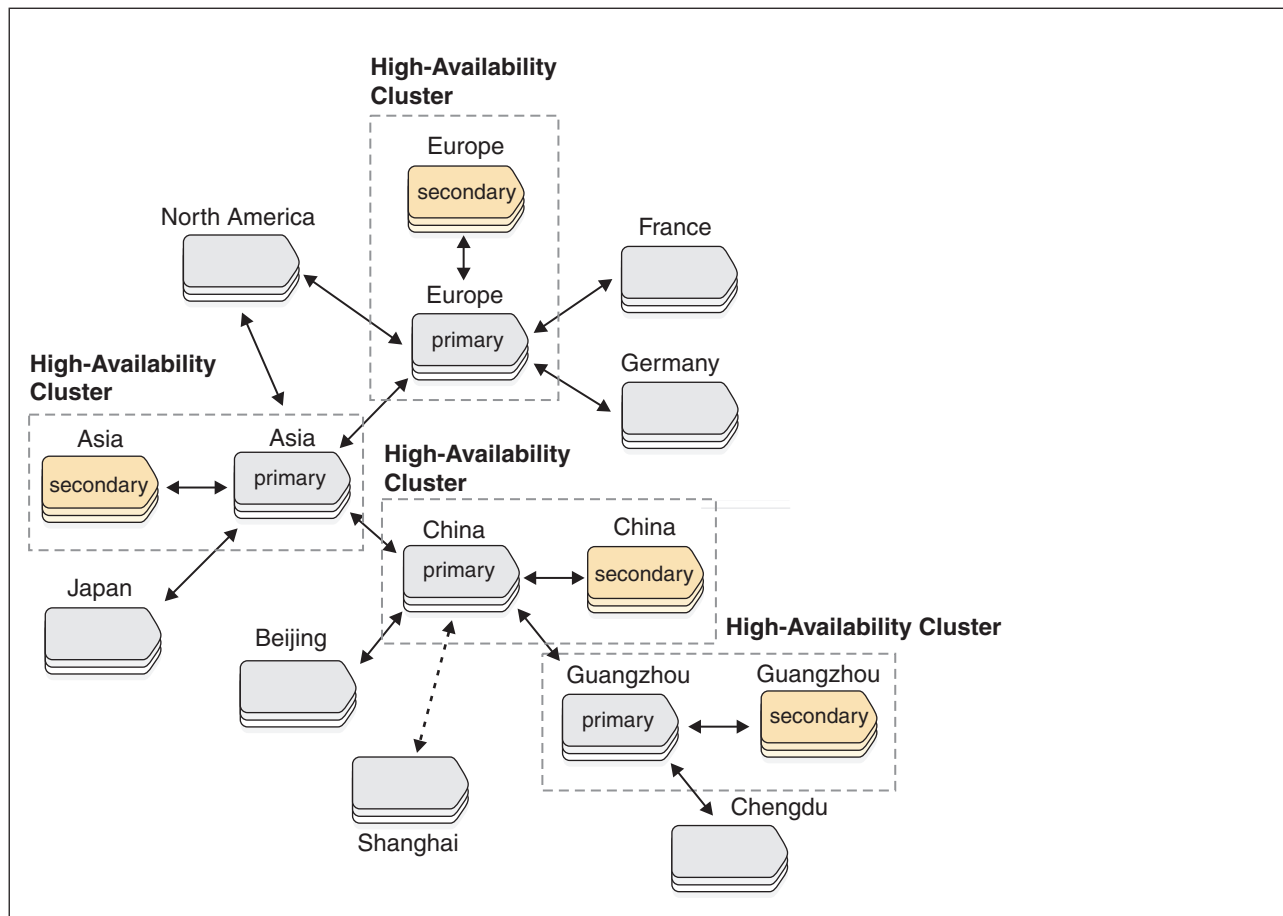 High-Availability
Cluster
Europe
secondary
North America
France
Europe
primary
High-Availability
Cluster
Germany
Asia
secondary
Asia
primary
High-Availability
Cluster
China
primary
China
secondary
Japan
Beijing
High-Availability Cluster
Guangzhou
primary
Guangzhou
secondary
Shanghai
Chengdu